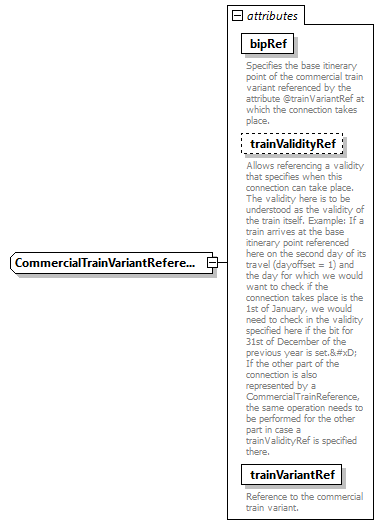 attributes
bipRef
Specifies the base itinerary
point of the commercial train
variant referenced by the
attribute @trainVariantRef at
which the connection takes
place.
trainValidityRef
Allows referencing a validity
that specifies when this
connection can take place.
The validity here is to be
understood as the validity of
the train itself. Example: If a
train arrives at the base
itinerary point referenced
here on the second day of its
travel (dayoffset = 1) and
the day for which we would
want to check if the
connection takes place is the
1st of January, we would
need to check in the validity
specified here if the bit for
31st of December of the
previous year is set.&#xD;
If the other part of the
connection is also
represented by a
CommercialTrainReference,
the same operation needs to
be performed for the other
part in case a
trainValidityRef is specified
there.
CommercialTrainVariantRefere...
trainVariantRef
Reference to the commercial
train variant.